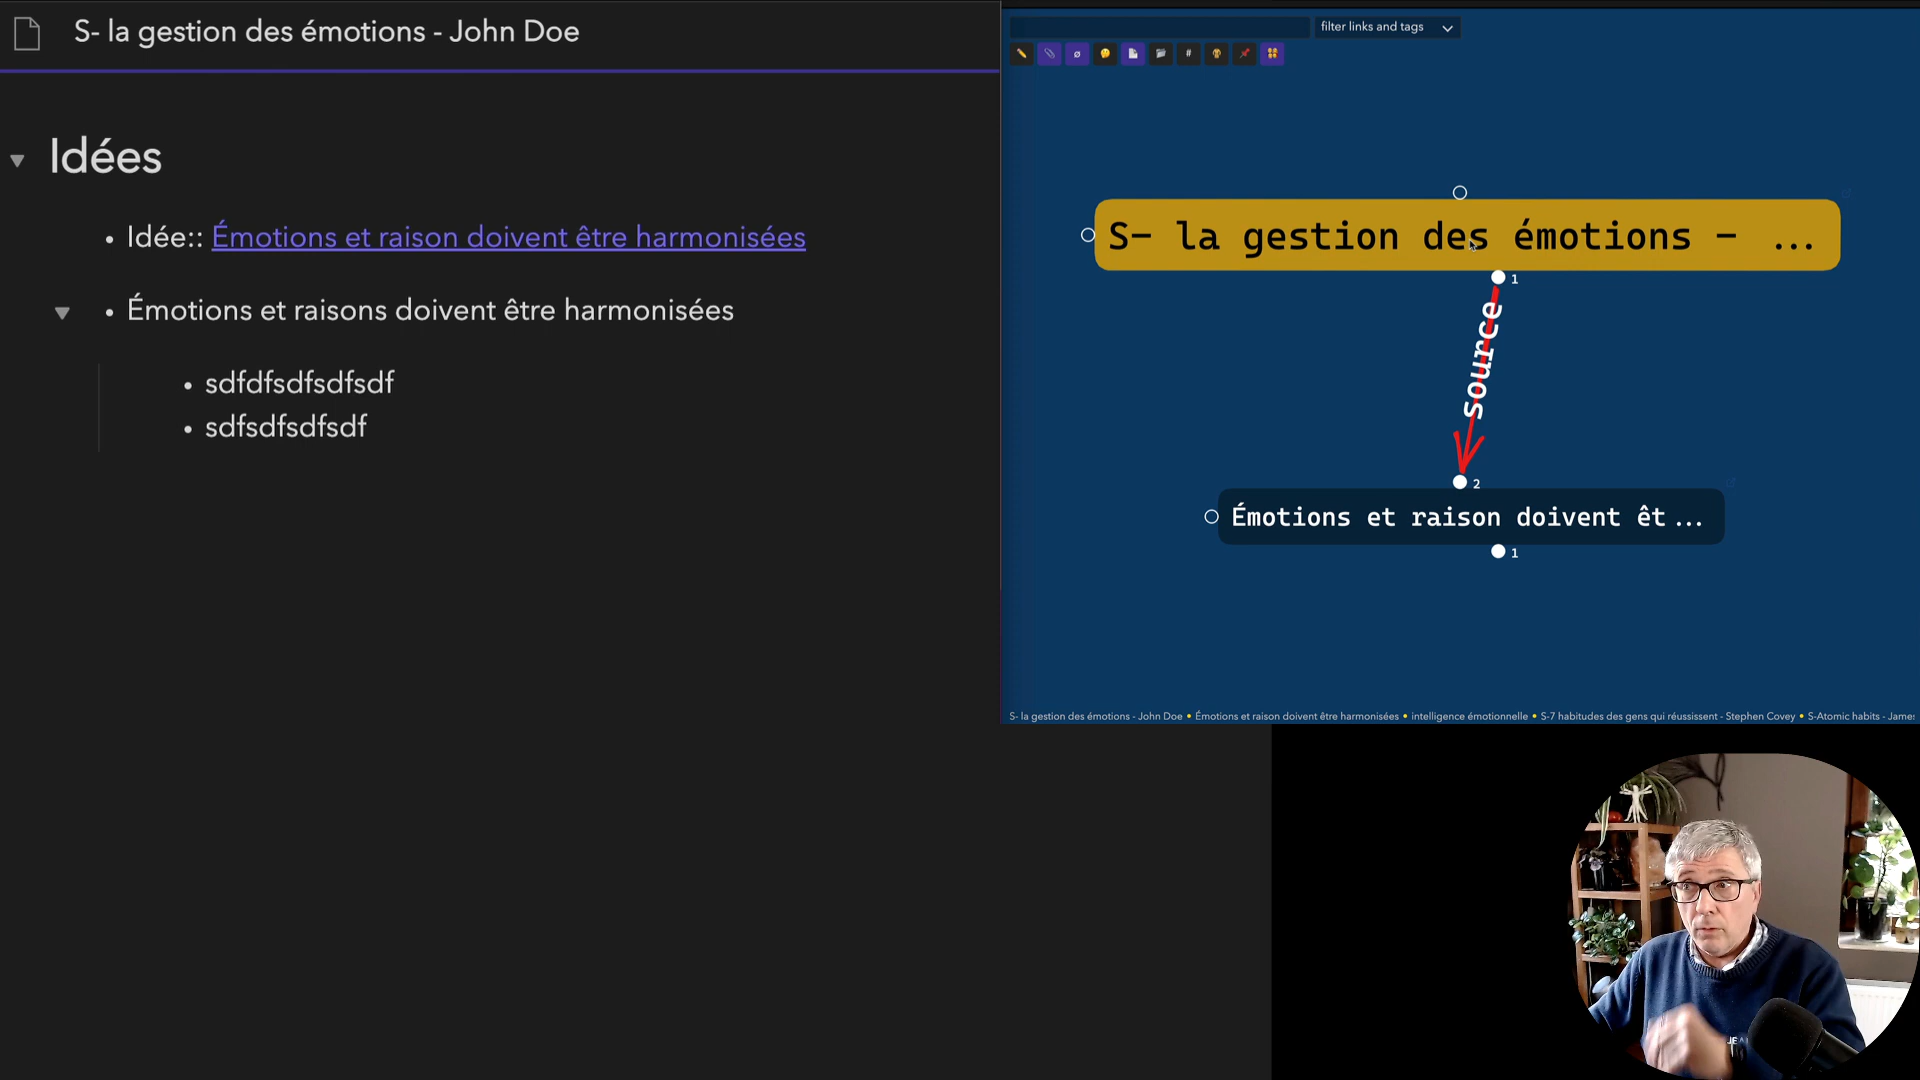 S- la gestion des émotions - John Doe
Idées
Idée:: Émotions et raison doivent être harmonisées
Émotions et raisons doivent être harmonisées
sdfdfsdfsdfsdf
sdfsdfsdfsdf
filter links and tags
#
S- la gestion des émotions - ...
1
source
2
Émotions et raison doivent êt...
1
S- la gestion des émotions - John Doe • Émotions et raison doivent être harmonisées • intelligence émotionnelle • S-7 habitudes des gens qui réussissent - Stephen Covey • S-Atomic habits - James